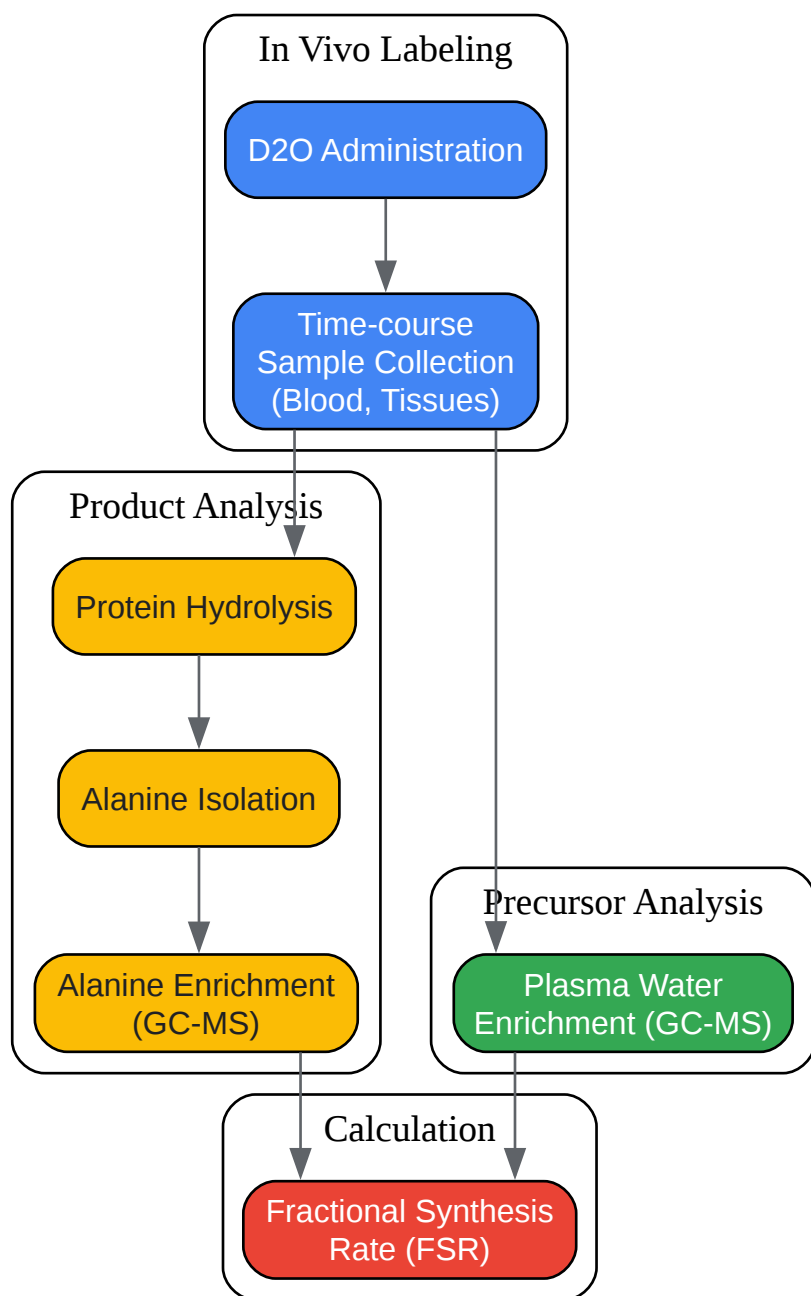 In Vivo Labeling
D2O Administration
Time-course
Sample Collection
(Blood, Tissues)
Product Analysis
Protein Hydrolysis
Alanine Isolation
Alanine Enrichment
(GC-MS)
Precursor Analysis
Plasma Water
Enrichment (GC-MS)
Calculation
Fractional Synthesis
Rate (FSR)